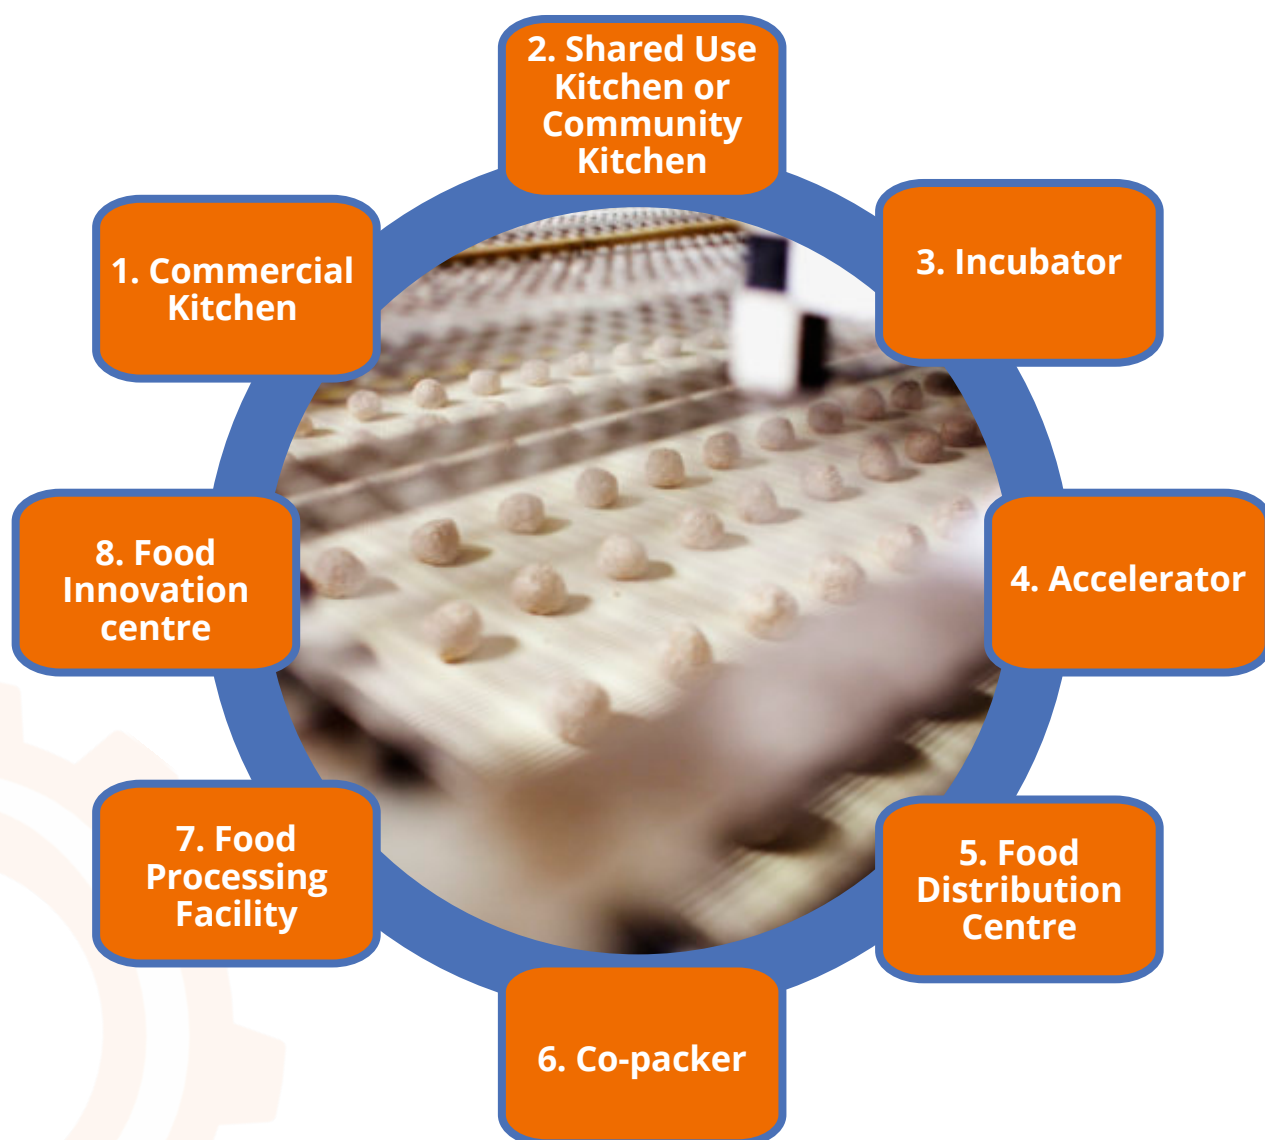 1. Commercial
Kitchen
2. Shared Use
Kitchen or
Community
Kitchen
3. Incubator
4. Accelerator
5. Food
Distribution
Centre
6. Co-packer
7. Food
Processing
Facility
8. Food
Innovation
centre